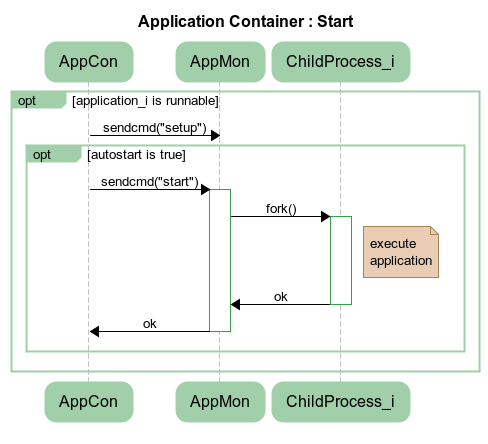 Application Container : Start
AppCon AppMon ChildProcess_i
opt [application_i is runnable]
sendcmd("setup")
opt [autostart is true]
sendcmd("start")
fork()
execute
application
ok
ok
AppCon AppMon ChildProcess_i